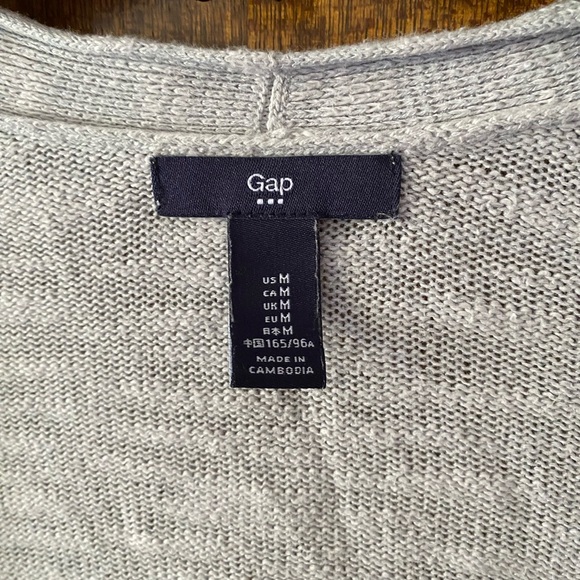 Gap
US M
CA M
UK M
EU M
日本 M
中国 165/96A
MADE IN
CAMBODIA